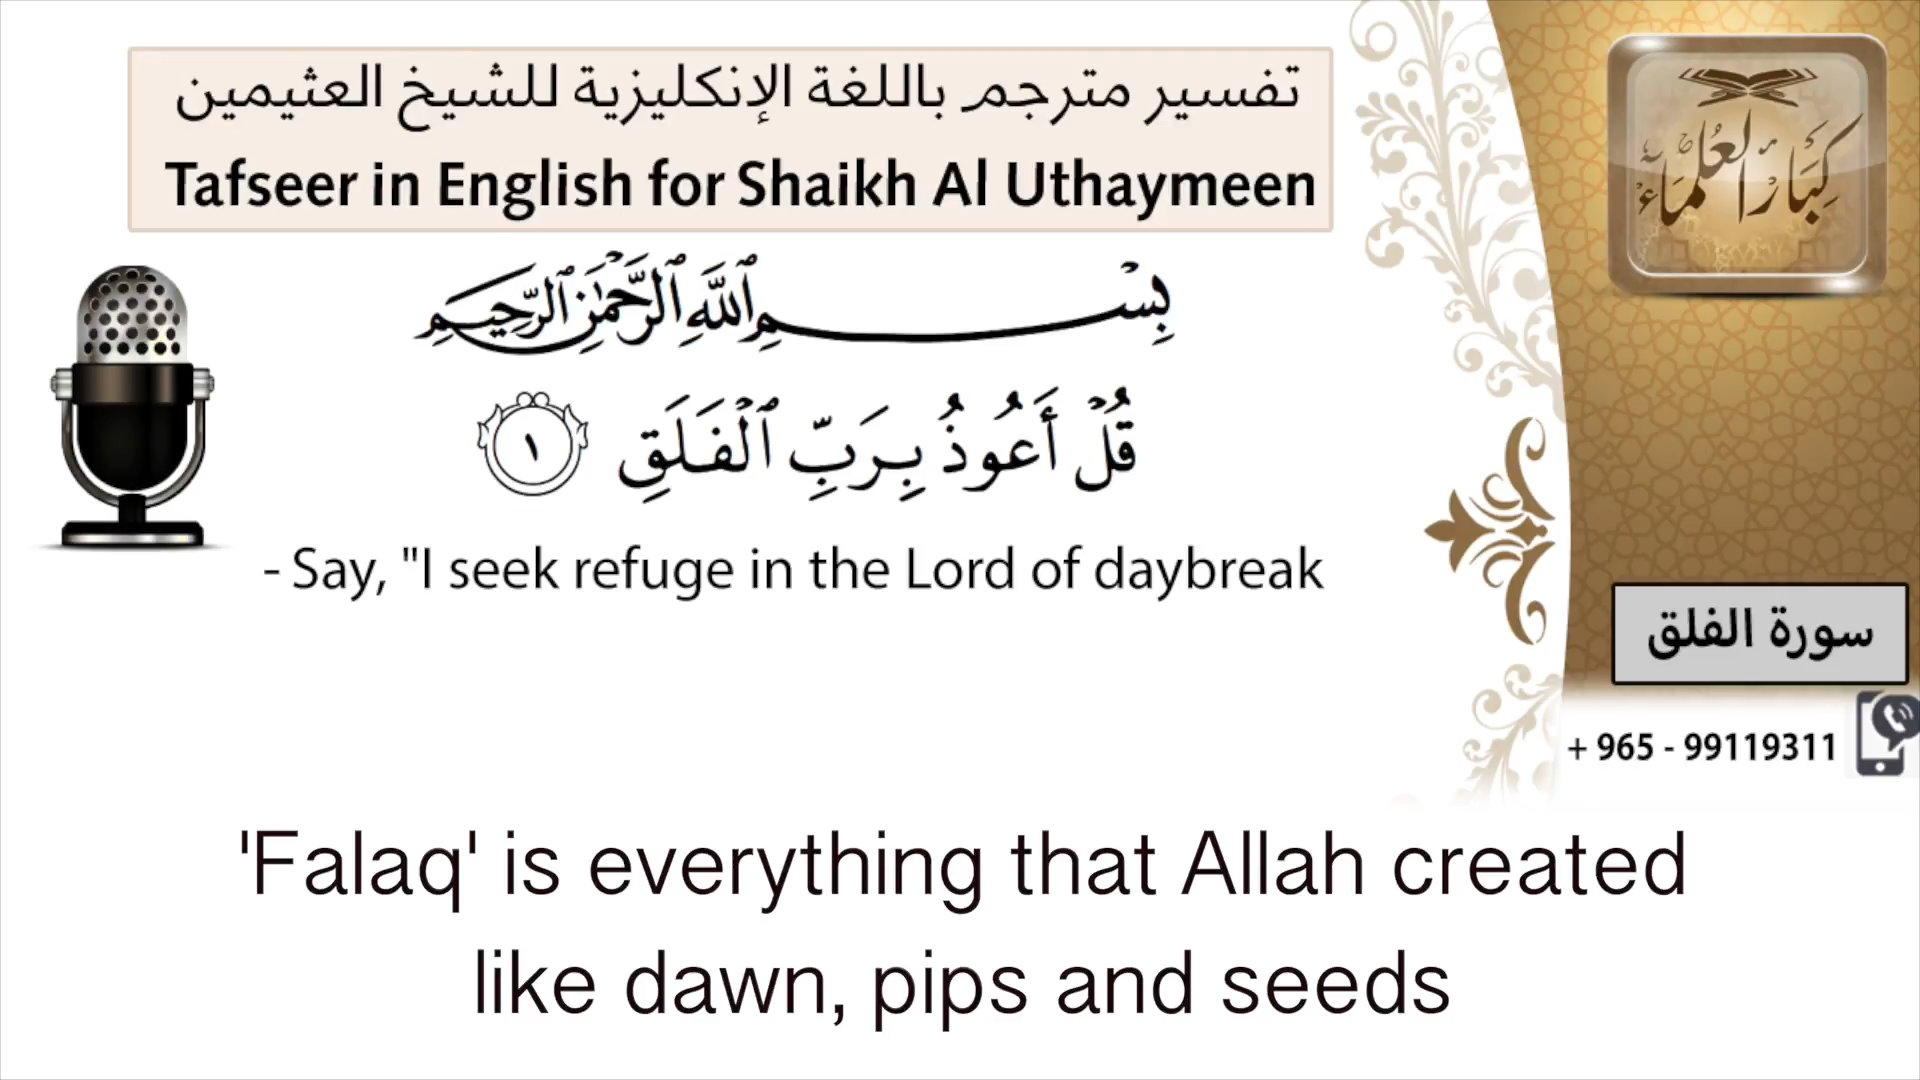 تفسير مترجم باللغة الإنكليزية للشيخ العثيمين
Tafseer in English for Shaikh Al Uthaymeen
كِبَارُ العُلَمَاء
بِسْمِ ٱللَّهِ ٱلرَّحْمَٰنِ ٱلرَّحِيمِ
قُلْ أَعُوذُ بِرَبِّ ٱلْفَلَقِ ١
- Say, "I seek refuge in the Lord of daybreak
سورة الفلق
+ 965 - 99119311
'Falaq' is everything that Allah created
like dawn, pips and seeds